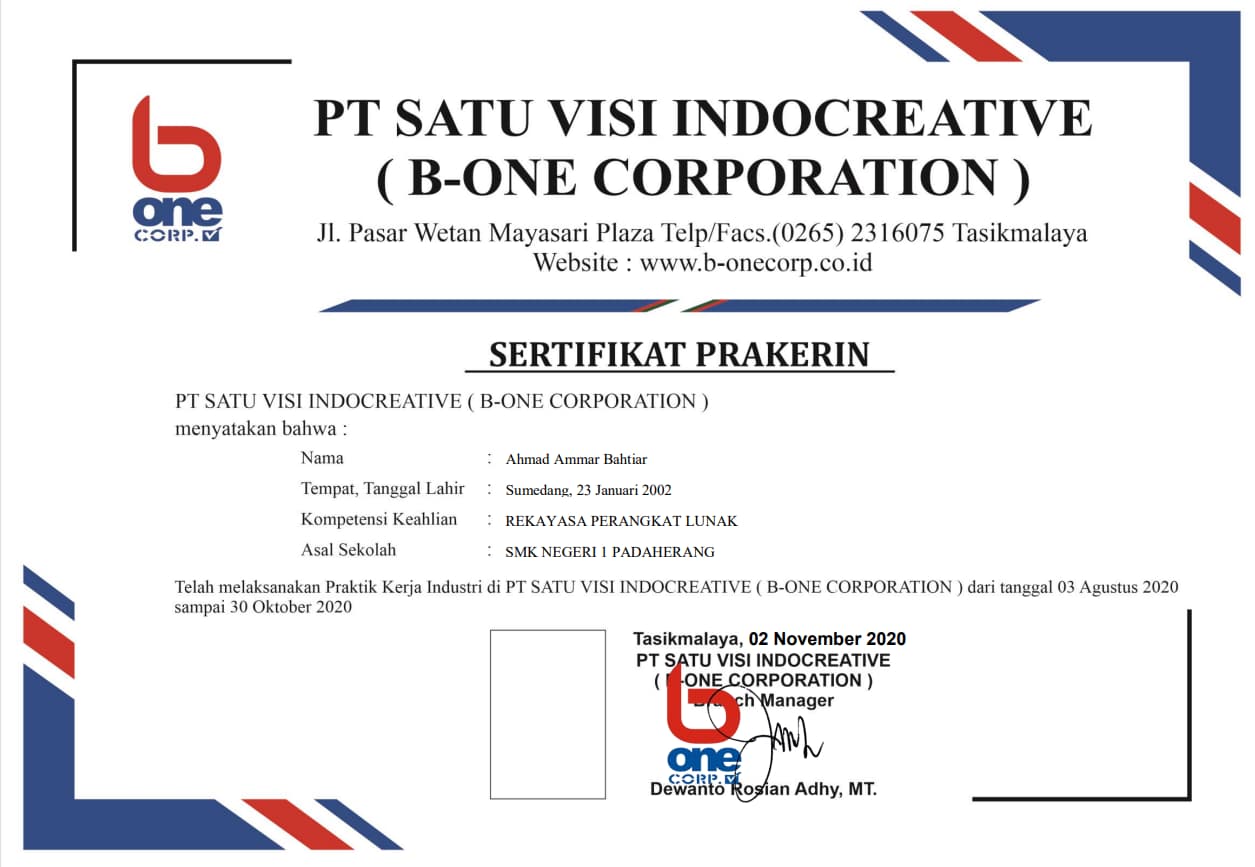 b
one
CORP.
PT SATU VISI INDOCREATIVE
( B-ONE CORPORATION )
Jl. Pasar Wetan Mayasari Plaza Telp/Facs.(0265) 2316075 Tasikmalaya
Website : www.b-onecorp.co.id
SERTIFIKAT PRAKERIN
PT SATU VISI INDOCREATIVE ( B-ONE CORPORATION )
menyatakan bahwa :
Nama : Ahmad Ammar Bahtiar
Tempat, Tanggal Lahir : Sumedang, 23 Januari 2002
Kompetensi Keahlian : REKAYASA PERANGKAT LUNAK
Asal Sekolah : SMK NEGERI 1 PADAHERANG
Telah melaksanakan Praktik Kerja Industri di PT SATU VISI INDOCREATIVE ( B-ONE CORPORATION ) dari tanggal 03 Agustus 2020
sampai 30 Oktober 2020
Tasikmalaya, 02 November 2020
PT SATU VISI INDOCREATIVE
( B-ONE CORPORATION )
Manager
b
one
CORP.
Dewanto Rosian Adhy, MT.